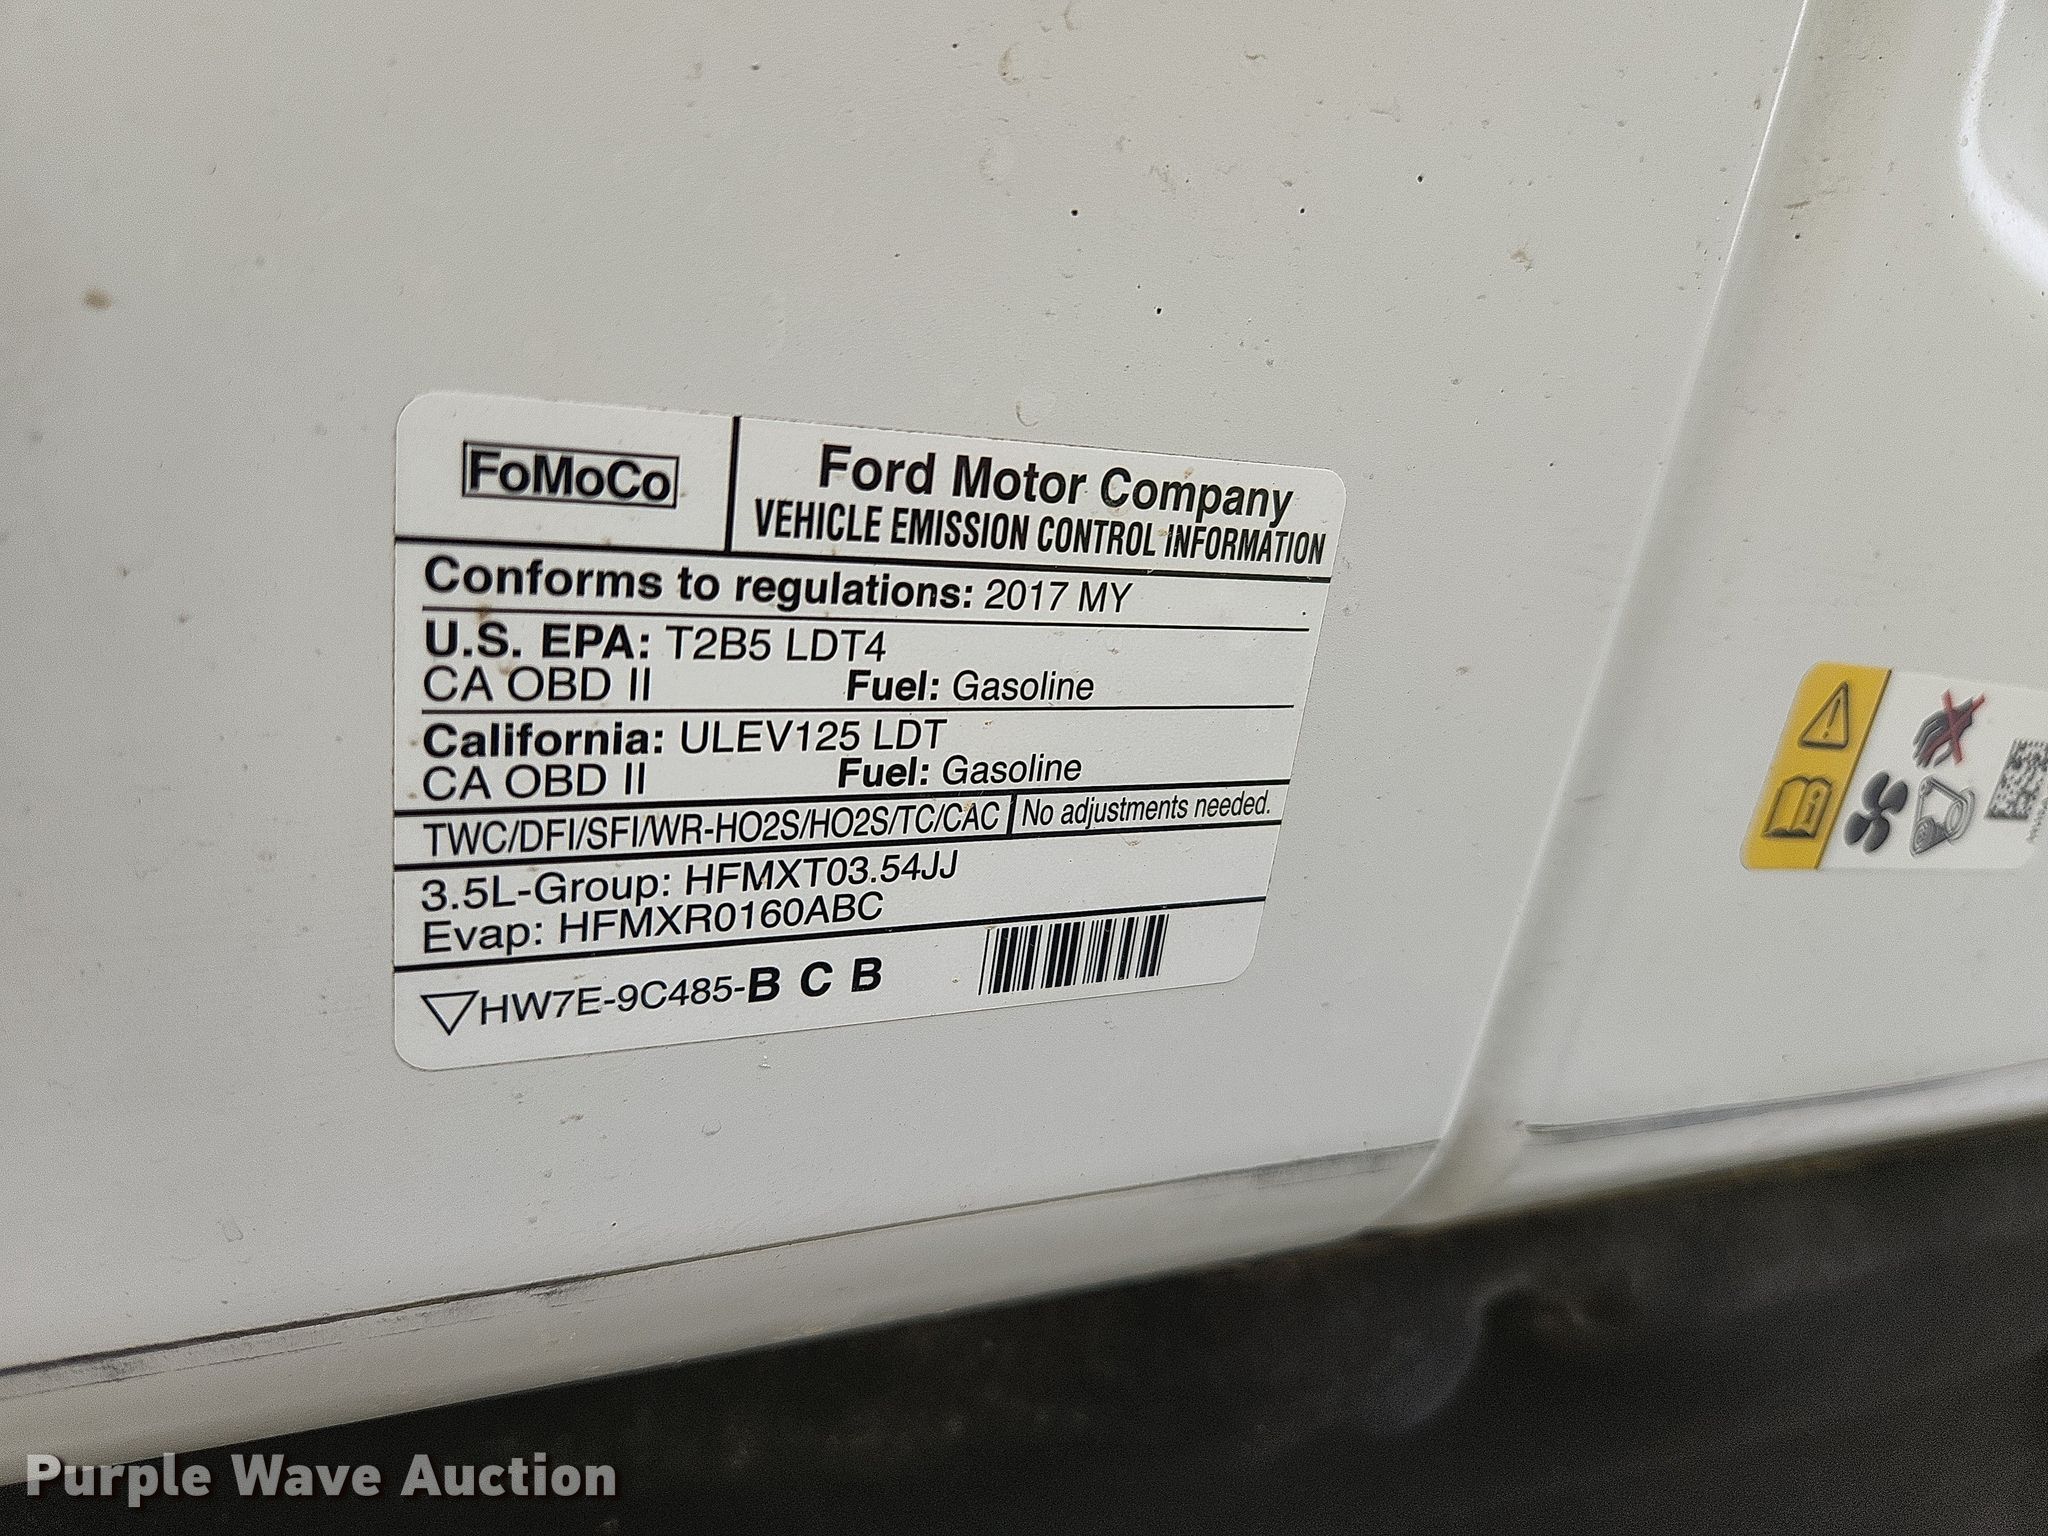 FoMoCo
Ford Motor Company
VEHICLE EMISSION CONTROL INFORMATION
Conforms to regulations: 2017 MY
U.S. EPA: T2B5 LDT4
CA OBD II Fuel: Gasoline
California: ULEV125 LDT
CA OBD II Fuel: Gasoline
TWC/DFI/SFI/WR-HO2S/HO2S/TC/CAC No adjustments needed.
3.5L-Group: HFMXT03.54JJ
Evap: HFMXR0160ABC
HW7E-9C485-B C B
Purple Wave Auction